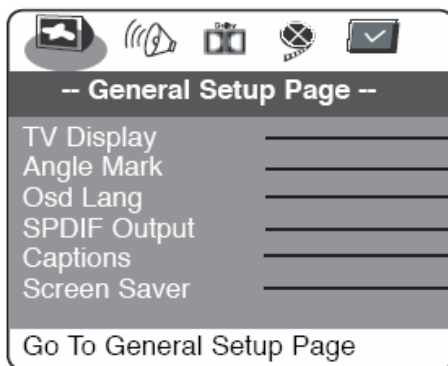 -- General Setup Page --
TV Display
Angle Mark
Osd Lang
SPDIF Output
Captions
Screen Saver
Go To General Setup Page